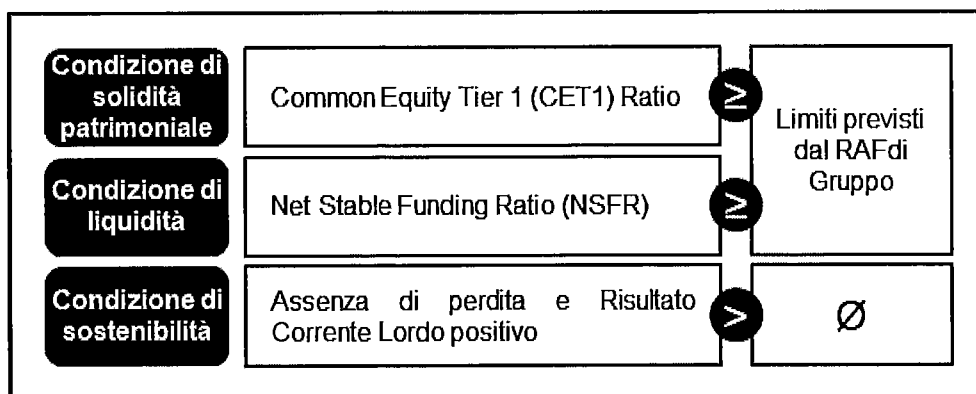 Condizione di
solidità
patrimoniale
Common Equity Tier 1 (CET1) Ratio
≥
Limiti previsti
dal RAFdi
Gruppo
Condizione di
liquidità
Net Stable Funding Ratio (NSFR)
≥
Condizione di
sostenibilità
Assenza di perdita e Risultato
Corrente Lordo positivo
>
Ø